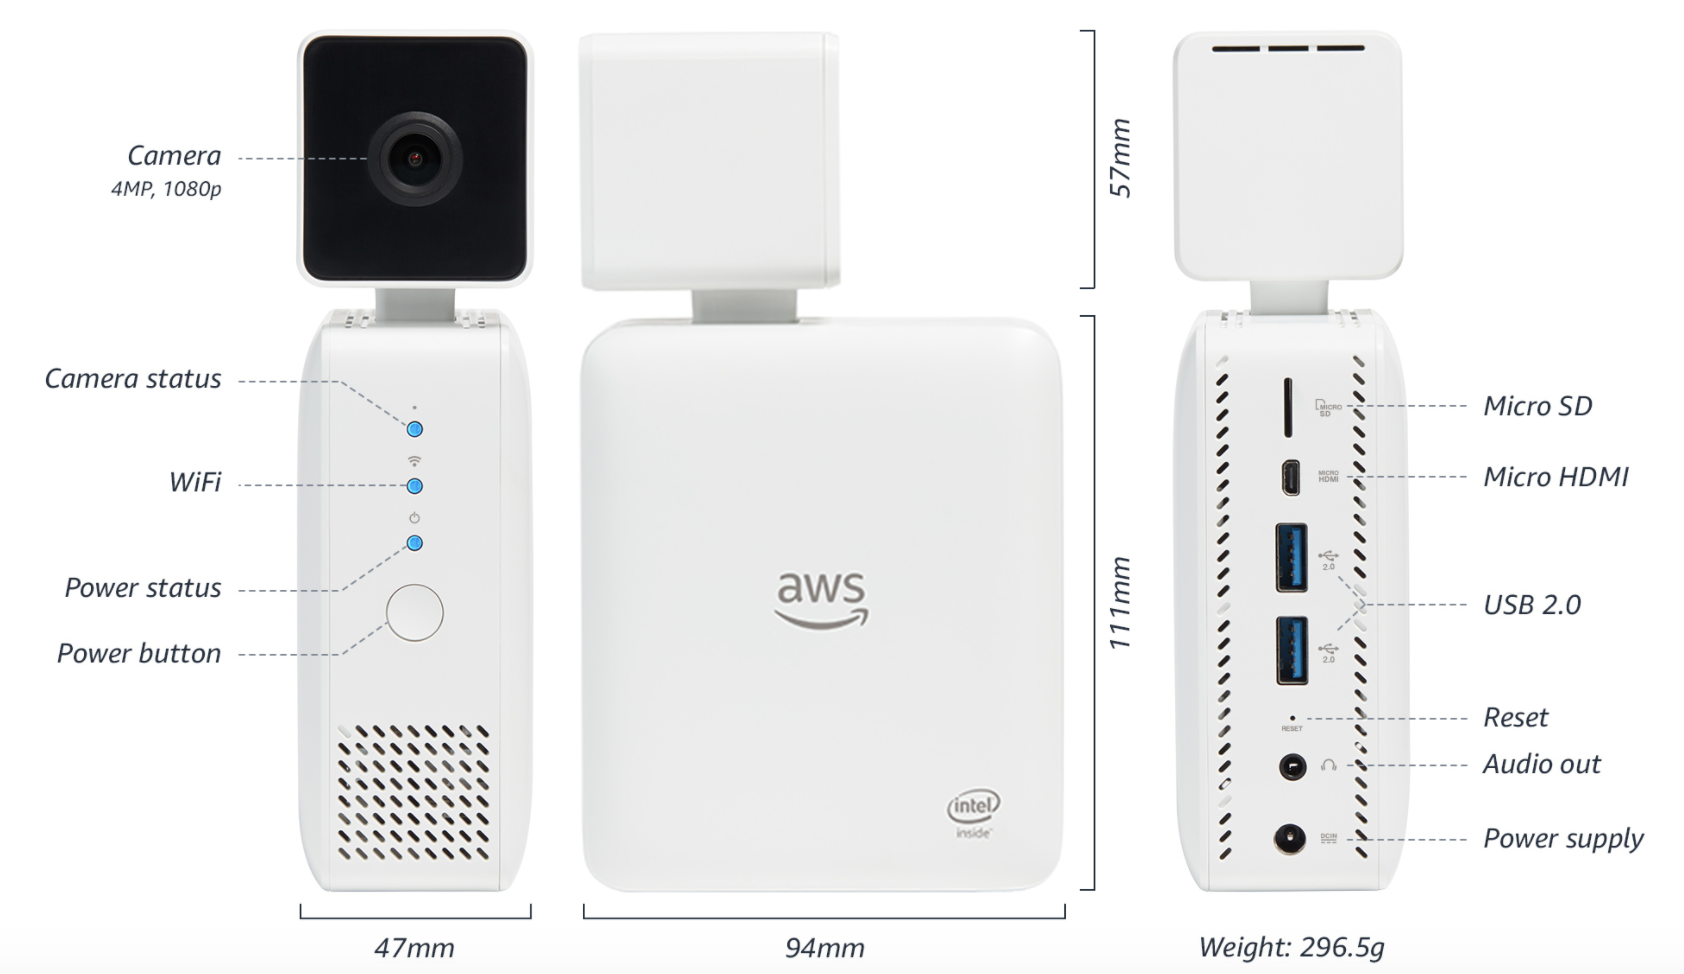 Camera
4MP, 1080p
Camera status
WiFi
Power status
Power button
47mm
aws
intel
inside
94mm
57mm
111mm
MICRO
SD
MICRO
HDMI
2.0
2.0
RESET
DCIN
Micro SD
Micro HDMI
USB 2.0
Reset
Audio out
Power supply
Weight: 296.5g